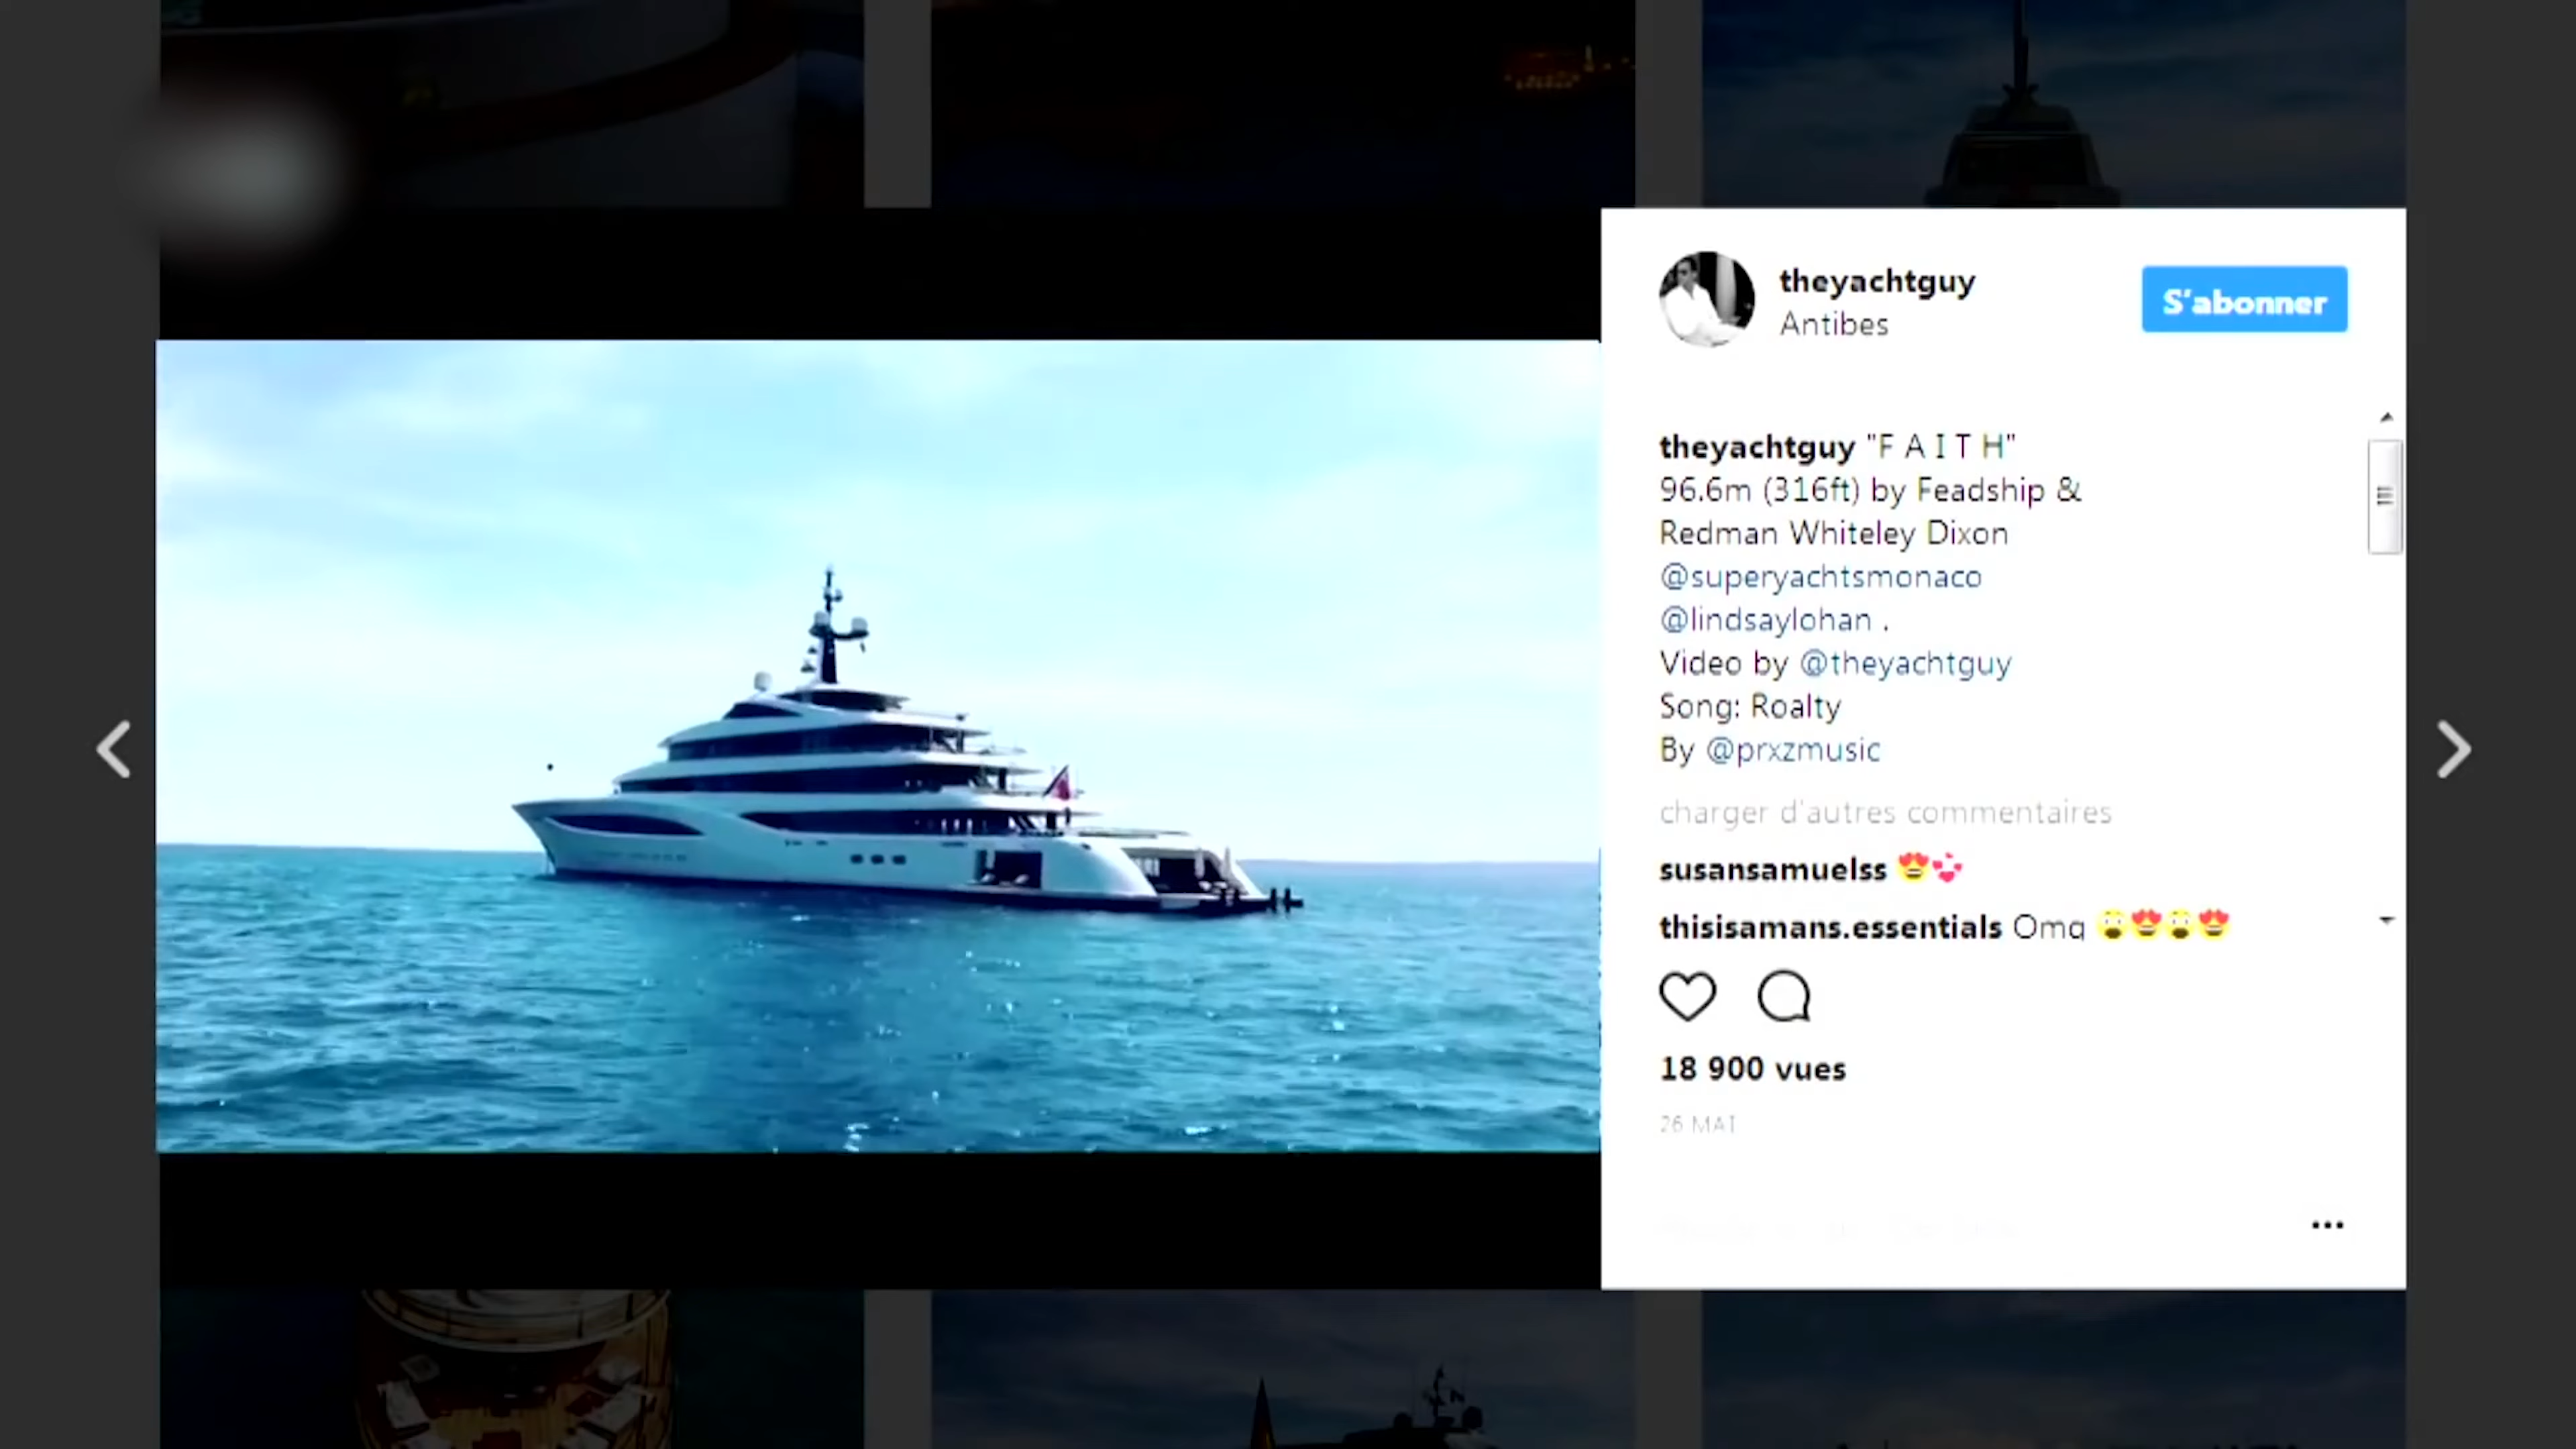 theyachtguy
Antibes
S'abonner
theyachtguy "F A I T H"
96.6m (316ft) by Feadship &
Redman Whiteley Dixon
@superyachtsmonaco
@lindsaylohan .
Video by @theyachtguy
Song: Roalty
By @prxzmusic
charger d'autres commentaires
susansamuelss 😍💞
thisisamans.essentials Omg 😲😍😲😍
18 900 vues
26 MAI